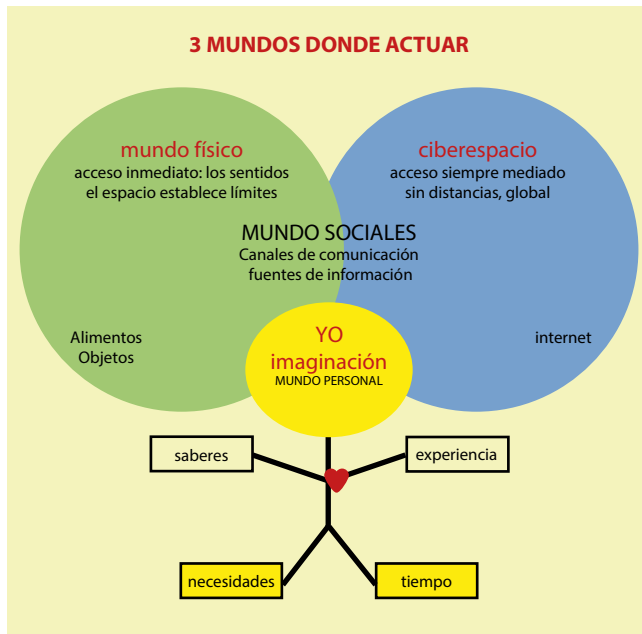 3 MUNDOS DONDE ACTUAR
mundo físico
acceso inmediato: los sentidos
el espacio establece límites
ciberespacio
acceso siempre mediado
sin distancias, global
MUNDO SOCIALES
Canales de comunicación
fuentes de información
Alimentos
Objetos
internet
YO
imaginación
MUNDO PERSONAL
saberes
experiencia
necesidades
tiempo